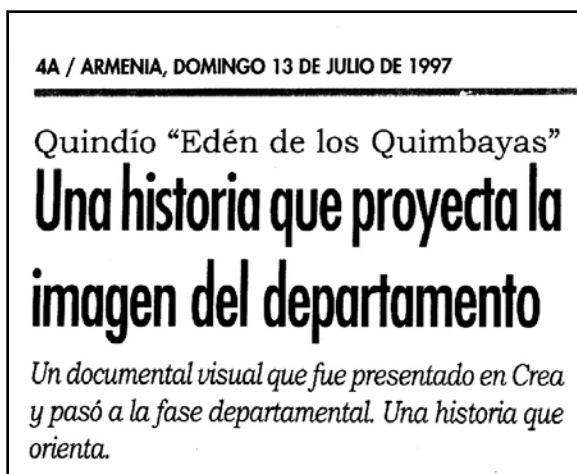 4A / ARMENIA, DOMINGO 13 DE JULIO DE 1997
Quindío “Edén de los Quimbayas”
Una historia que proyecta la
imagen del departamento
Un documental visual que fue presentado en Crea
y pasó a la fase departamental. Una historia que
orienta.